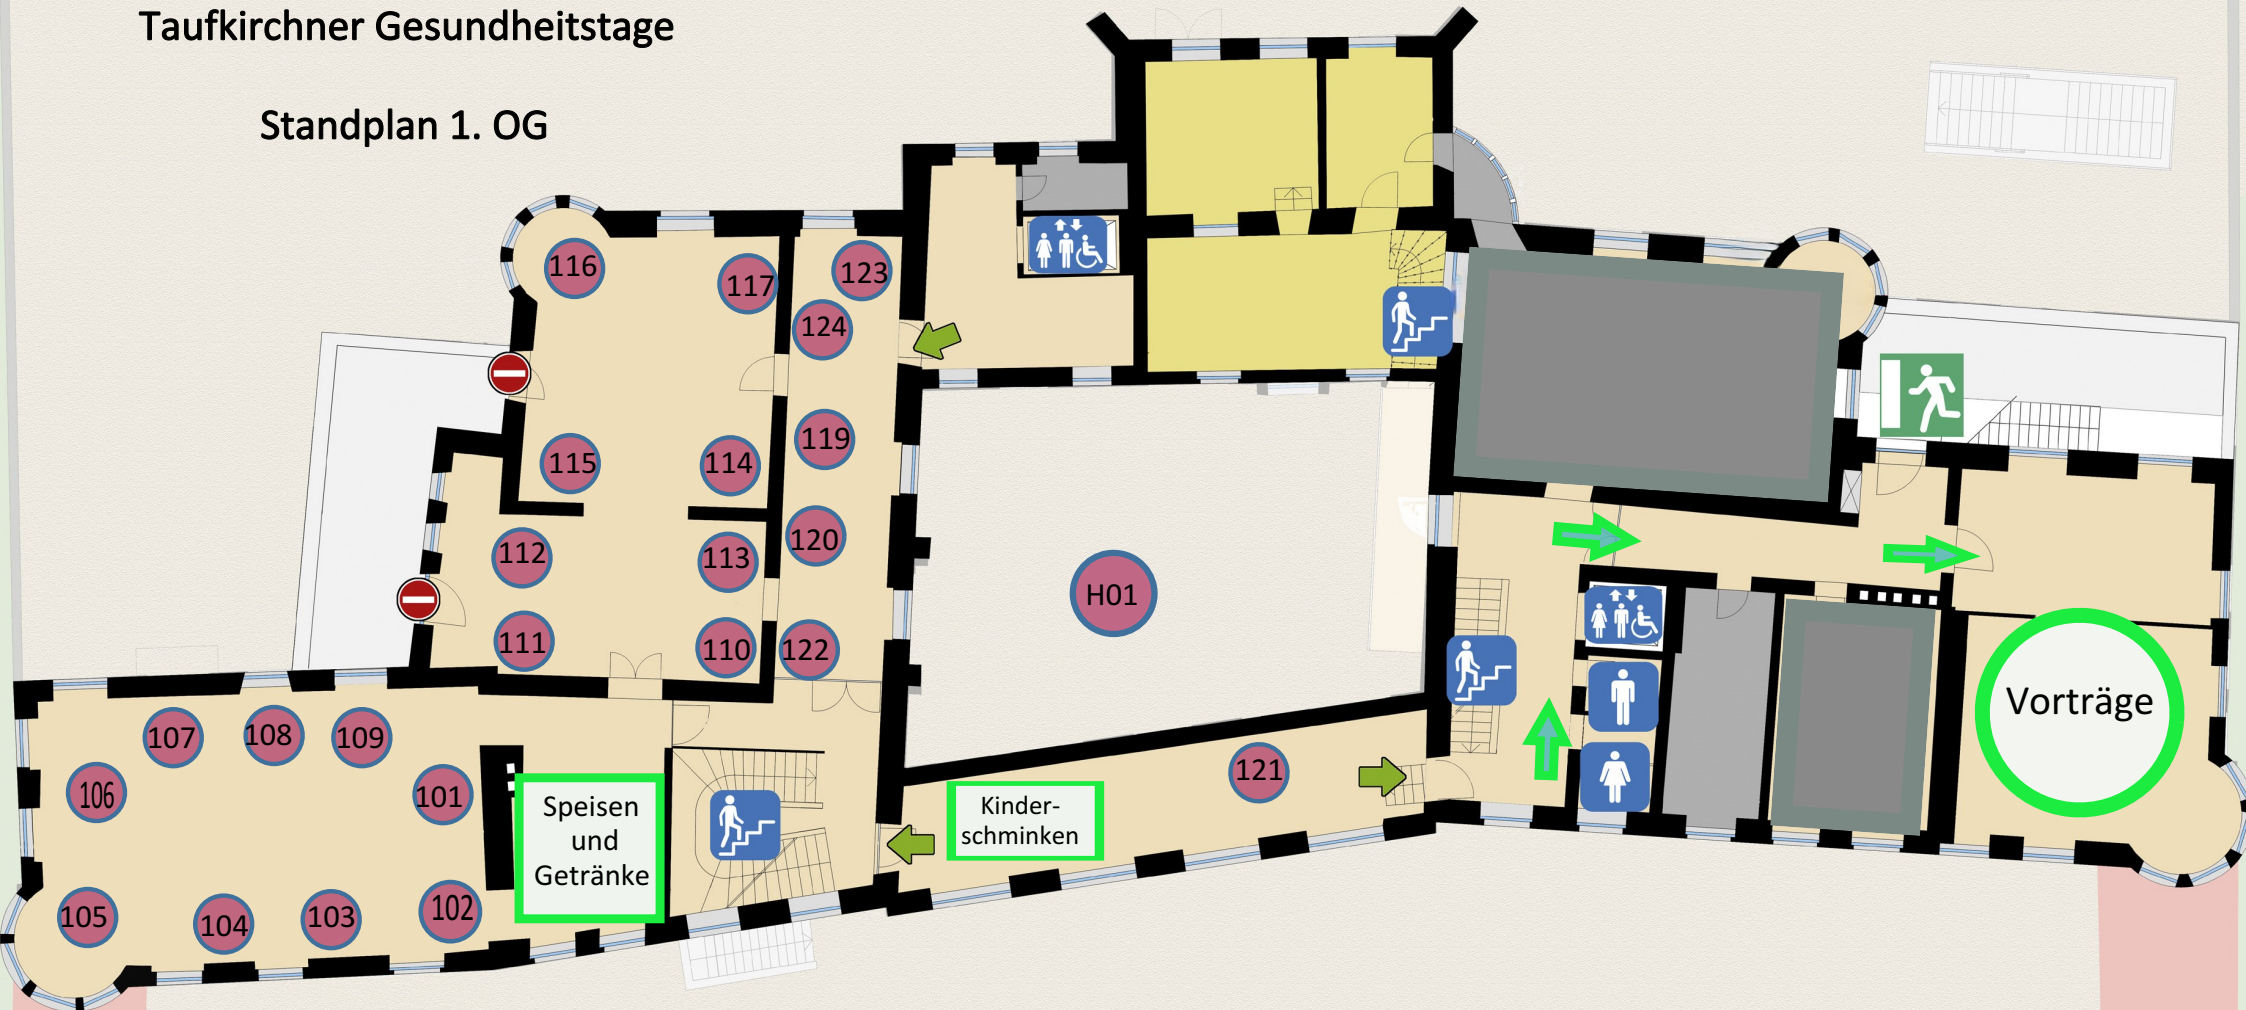 Taufkirchner Gesundheitstage
Standplan 1. OG
116
117
123
124
115
114
119
112
113
120
111
110
122
H01
107
108
109
106
101
105
104
103
102
Speisen
und
Getränke
Kinder-
schminken
121
Vorträge